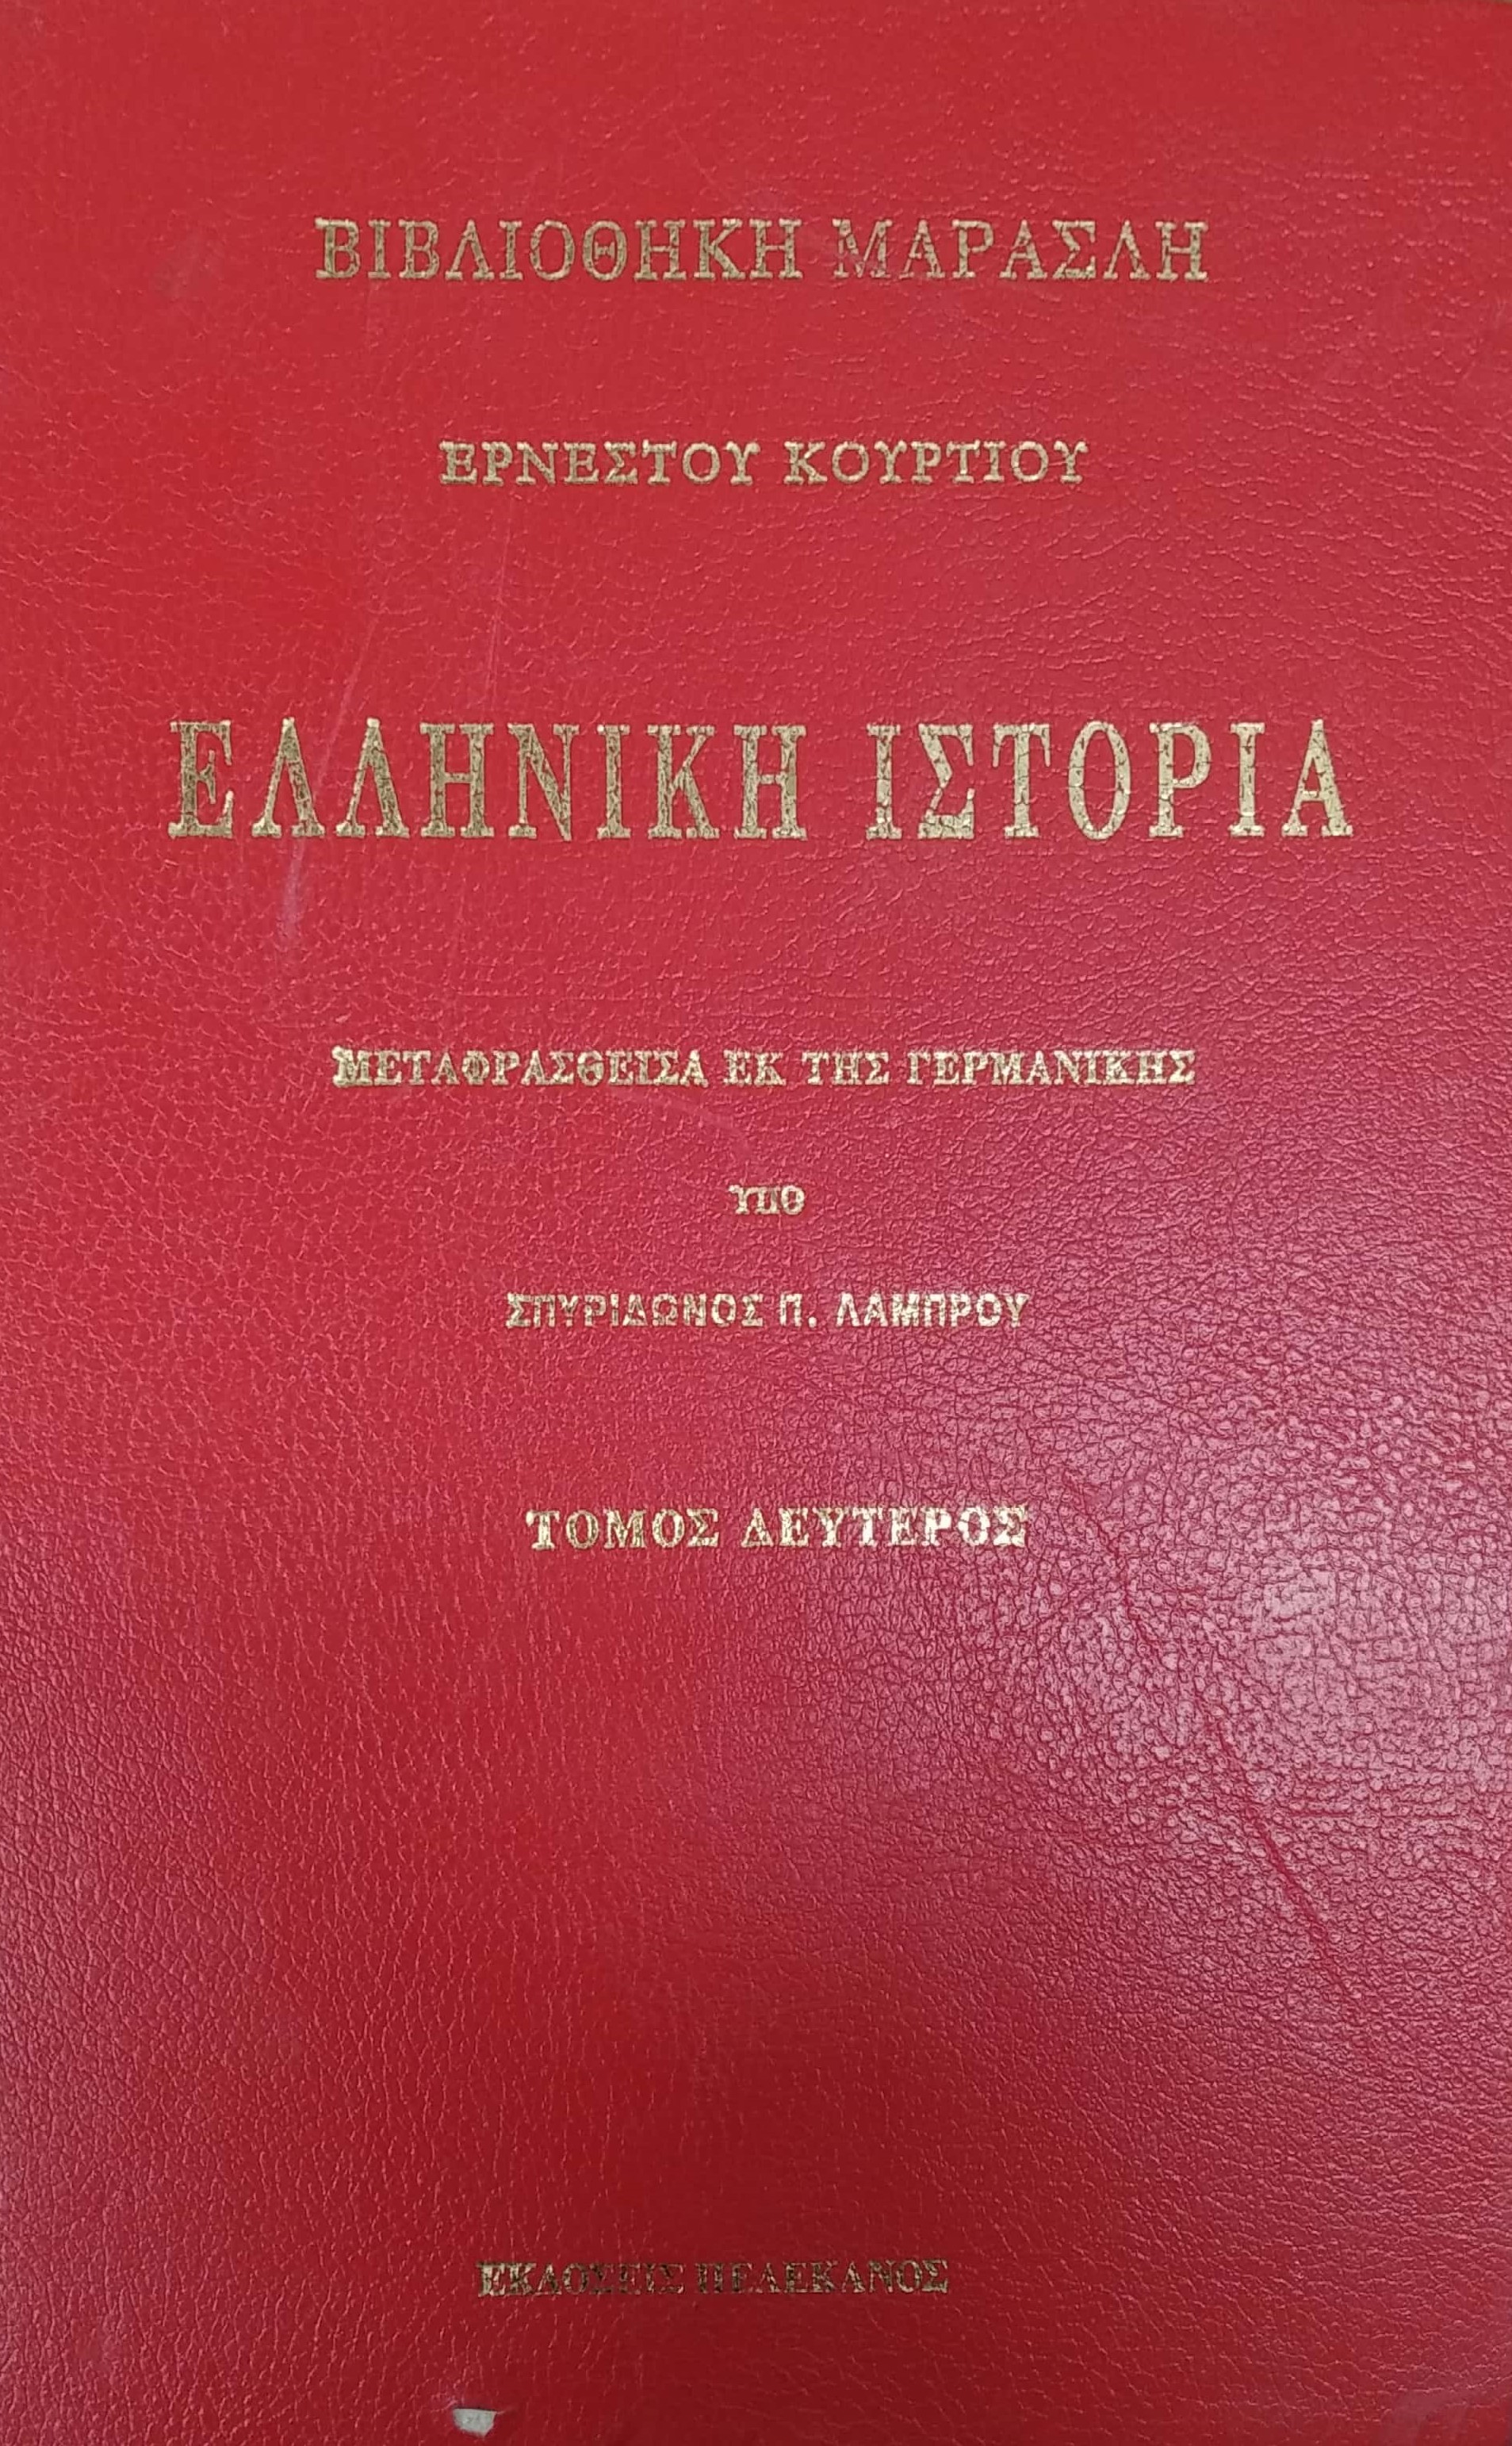 ΒΙΒΛΙΟΘΗΚΗ ΜΑΡΑΣΛΗ
ΕΡΝΕΣΤΟΥ ΚΟΥΡΤΙΟΥ
ΕΛΛΗΝΙΚΗ ΙΣΤΟΡΙΑ
ΜΕΤΑΦΡΑΣΘΕΙΣΑ ΕΚ ΤΗΣ ΓΕΡΜΑΝΙΚΗΣ
ΥΠΟ
ΣΠΥΡΙΔΩΝΟΣ Π. ΛΑΜΠΡΟΥ
ΤΟΜΟΣ ΔΕΥΤΕΡΟΣ
ΕΚΔΟΣΕΙΣ ΠΕΛΕΚΑΝΟΣ